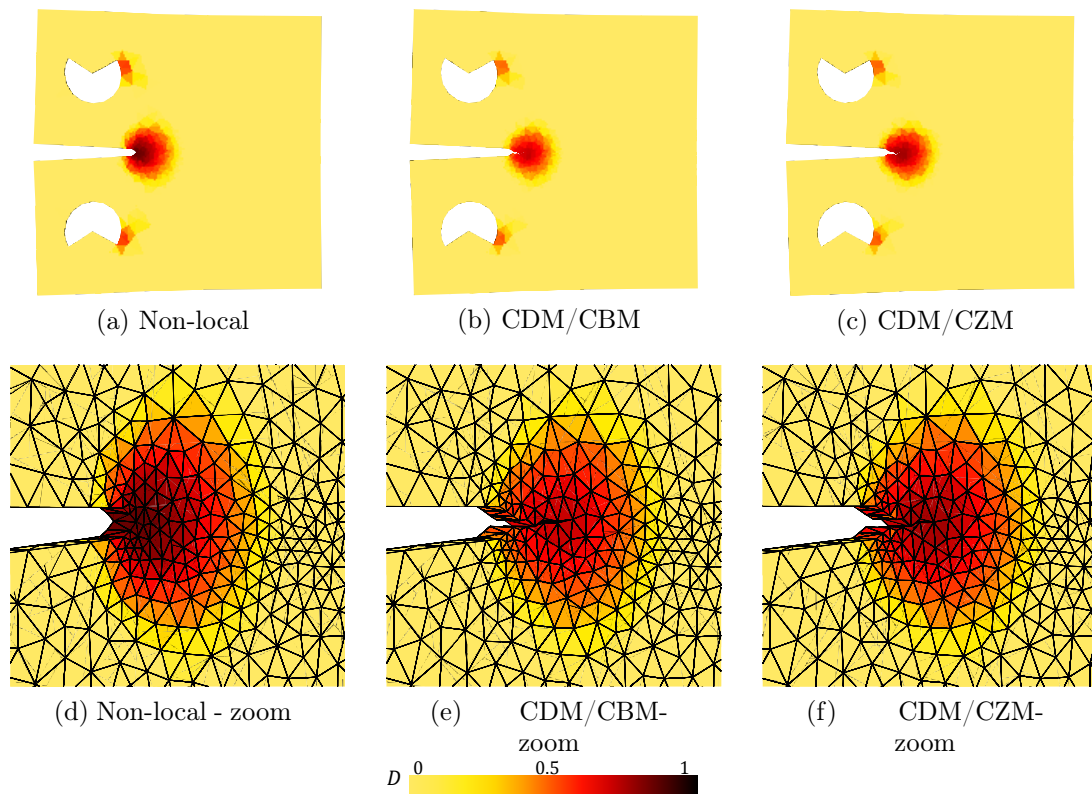 (a) Non-local
(b) CDM/CBM
(c) CDM/CZM
(d) Non-local - zoom
(e) CDM/CBM-
zoom
(f) CDM/CZM-
zoom
D 0 0.5 1